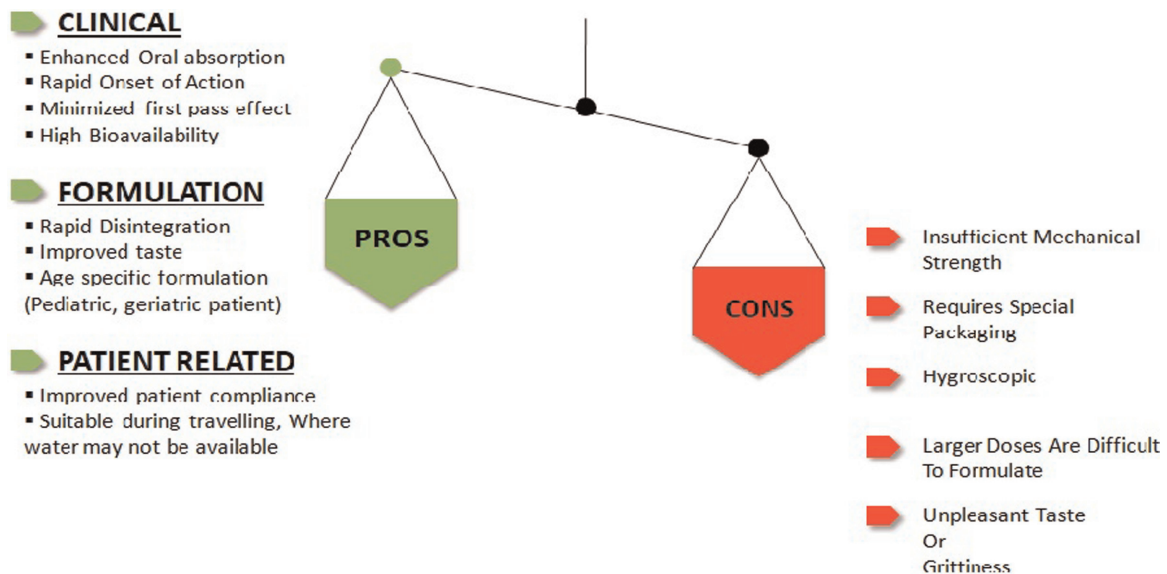 CLINICAL
▪ Enhanced Oral absorption
▪ Rapid Onset of Action
▪ Minimized first pass effect
▪ High Bioavailability
FORMULATION
▪ Rapid Disintegration
▪ Improved taste
▪ Age specific formulation
(Pediatric, geriatric patient)
PATIENT RELATED
▪ Improved patient compliance
▪ Suitable during travelling, Where
water may not be available
PROS
CONS
Insufficient Mechanical
Strength
Requires Special
Packaging
Hygroscopic
Larger Doses Are Difficult
To Formulate
Unpleasant Taste
Or
Grittiness